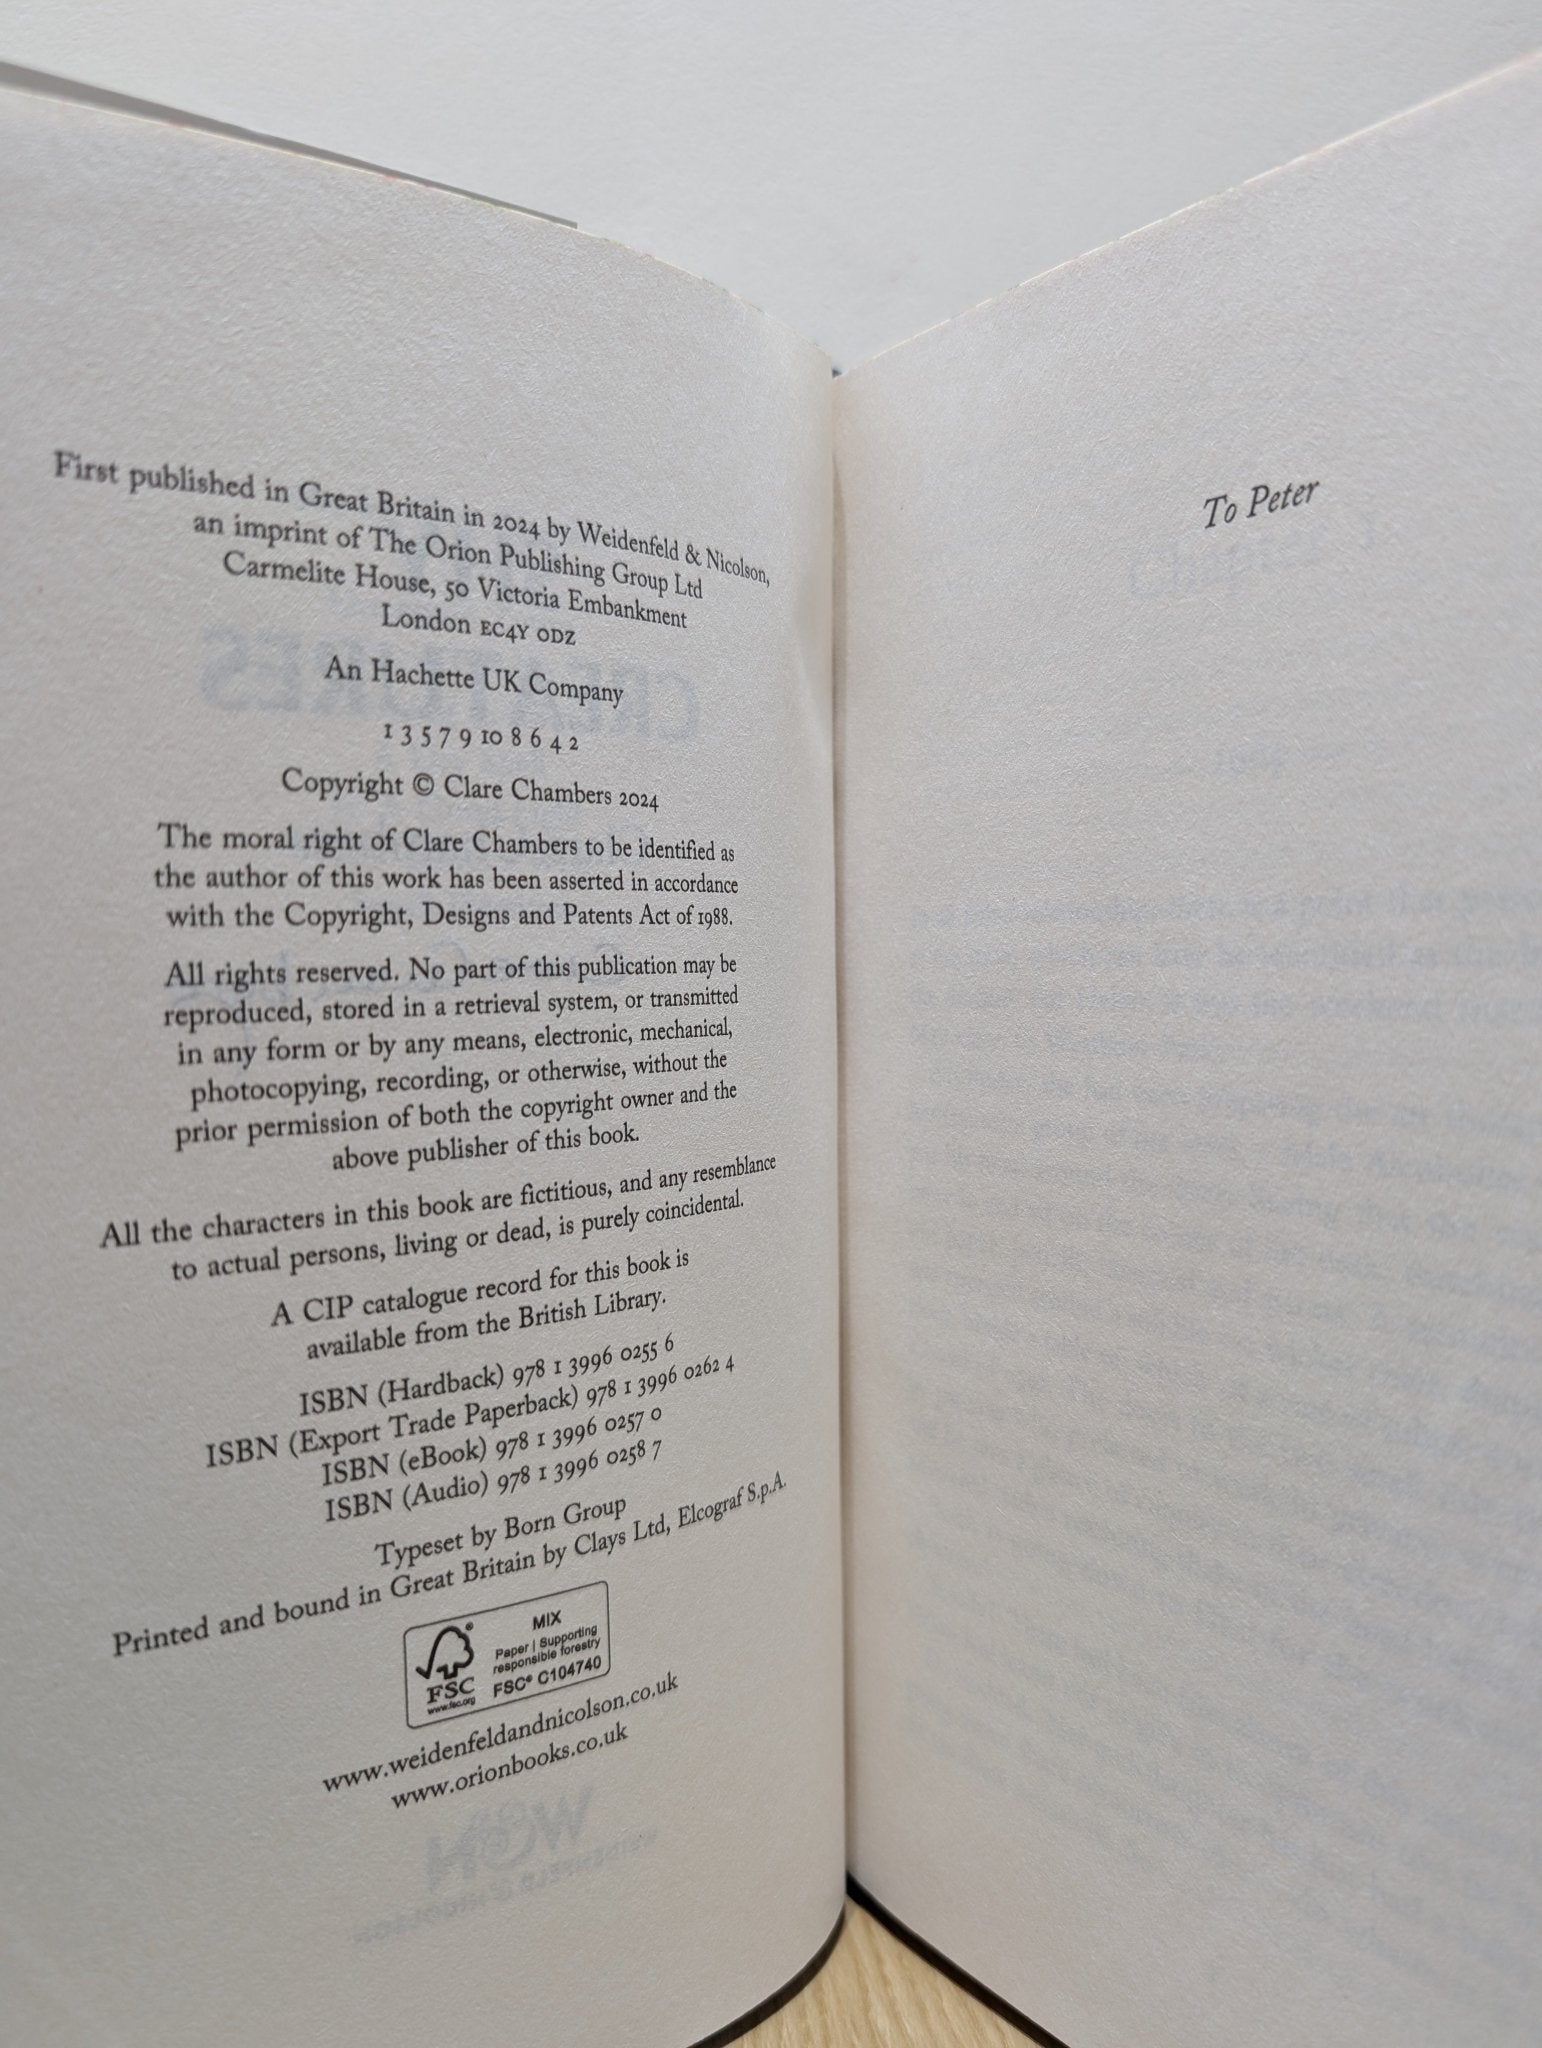 First published in Great Britain in 2024 by Weidenfeld & Nicolson,
an imprint of The Orion Publishing Group Ltd
Carmelite House, 50 Victoria Embankment
London EC4Y 0DZ
An Hachette UK Company
1 3 5 7 9 10 8 6 4 2
Copyright © Clare Chambers 2024
The moral right of Clare Chambers to be identified as
the author of this work has been asserted in accordance
with the Copyright, Designs and Patents Act of 1988.
All rights reserved. No part of this publication may be
reproduced, stored in a retrieval system, or transmitted
in any form or by any means, electronic, mechanical,
photocopying, recording, or otherwise, without the
prior permission of both the copyright owner and the
above publisher of this book.
All the characters in this book are fictitious, and any resemblance
to actual persons, living or dead, is purely coincidental.
A CIP catalogue record for this book is
available from the British Library.
ISBN (Hardback) 978 1 3996 0255 6
ISBN (Export Trade Paperback) 978 1 3996 0262 4
ISBN (eBook) 978 1 3996 0257 0
ISBN (Audio) 978 1 3996 0258 7
Typeset by Born Group
Printed and bound in Great Britain by Clays Ltd, Elcograf S.p.A.
FSC®
www.fsc.org
MIX
Paper | Supporting
responsible forestry
FSC® C104740
www.weidenfeldandnicolson.co.uk
www.orionbooks.co.uk
To Peter